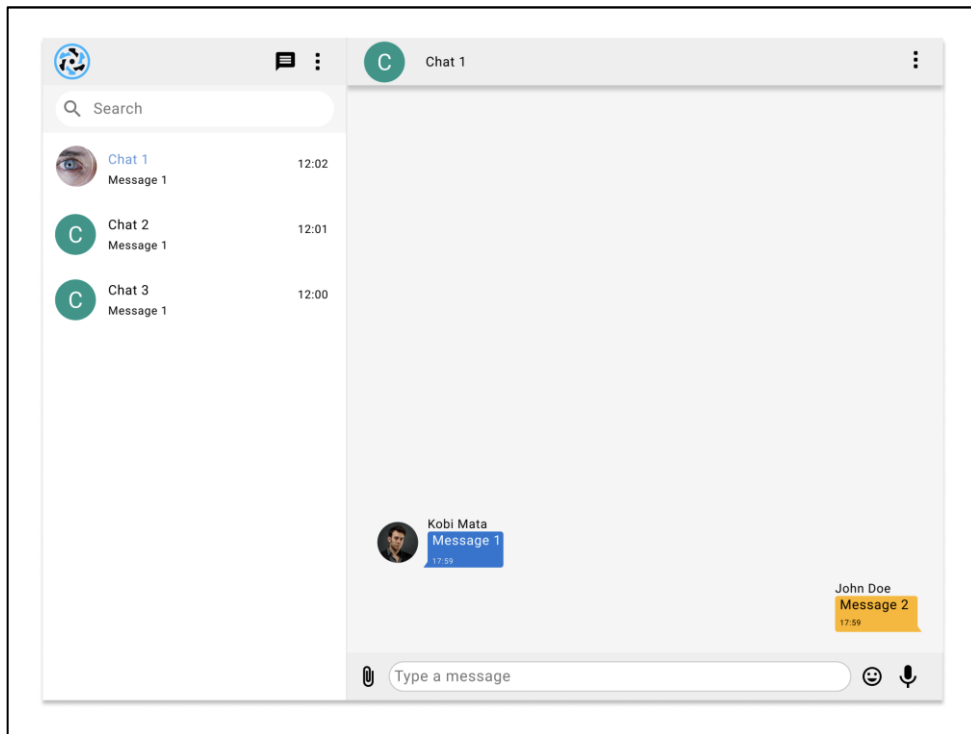 C
Chat 1
Search
Chat 1
12:02
Message 1
C
Chat 2
12:01
Message 1
C
Chat 3
12:00
Message 1
Kobi Mata
Message 1
17:59
John Doe
Message 2
17:59
Type a message